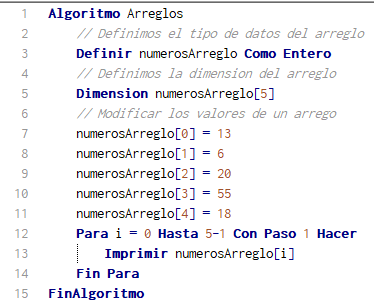 1 Algoritmo Arreglos
2 // Definimos el tipo de datos del arreglo
3 Definir numerosArreglo Como Entero
4 // Definimos la dimension del arreglo
5 Dimension numerosArreglo[5]
6 // Modificar los valores de un arrego
7 numerosArreglo[0] = 13
8 numerosArreglo[1] = 6
9 numerosArreglo[2] = 20
10 numerosArreglo[3] = 55
11 numerosArreglo[4] = 18
12 Para i = 0 Hasta 5-1 Con Paso 1 Hacer
13 Imprimir numerosArreglo[i]
14 Fin Para
15 FinAlgoritmo